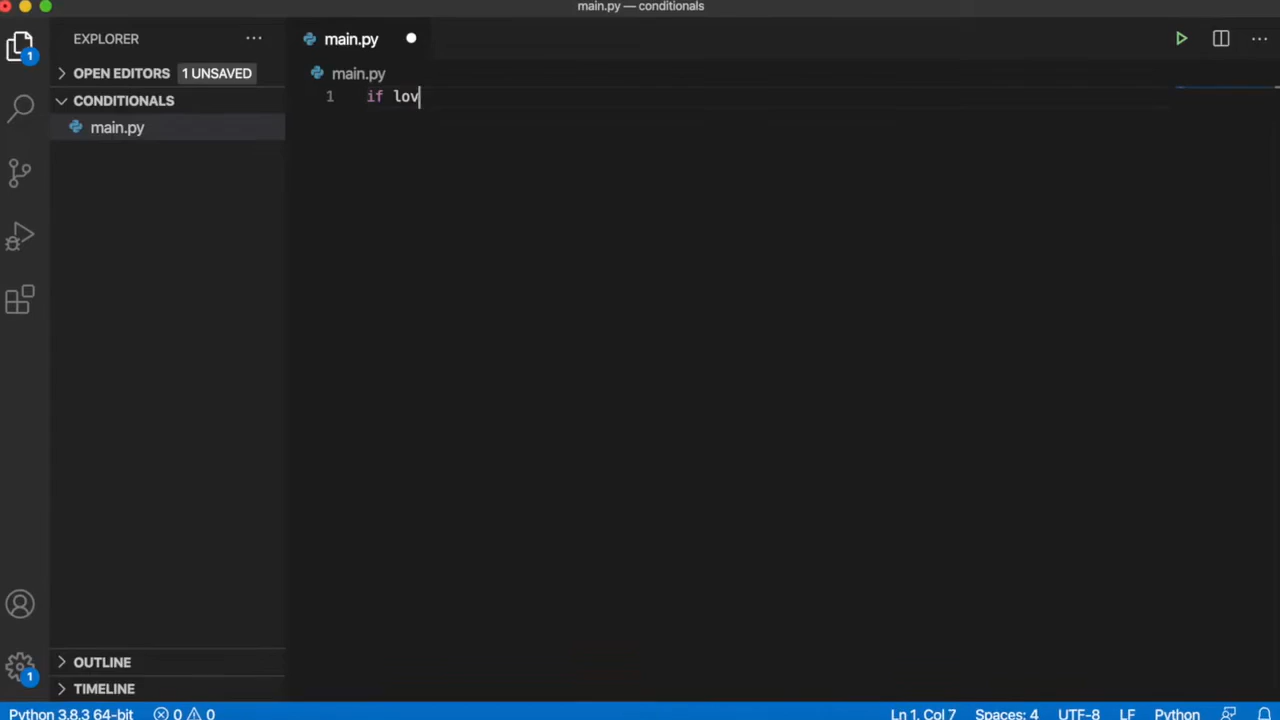 main.py — conditionals
EXPLORER ···
main.py
1
OPEN EDITORS 1 UNSAVED
main.py
CONDITIONALS
1 if lov
main.py
OUTLINE
1
TIMELINE
Python 3.8.3 64-bit 0 0 Ln 1, Col 7 Spaces: 4 UTF-8 LF Python